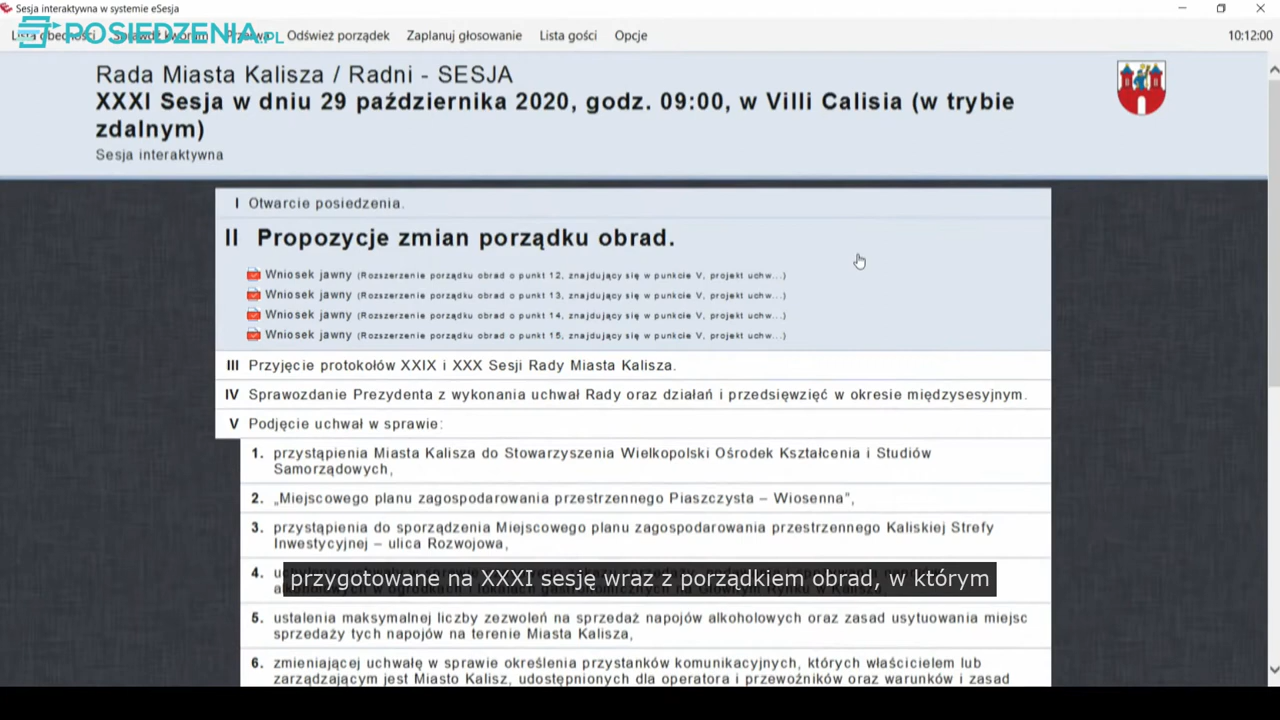 Sesja interaktywna w systemie eSesja
POSIEDZENIA.PL
Lista obecności Sprawdź kworum Przerwa Odśwież porządek Zaplanuj głosowanie Lista gości Opcje 10:12:00
Rada Miasta Kalisza / Radni - SESJA
XXXI Sesja w dniu 29 października 2020, godz. 09:00, w Villi Calisia (w trybie
zdalnym)
Sesja interaktywna
I Otwarcie posiedzenia.
II Propozycje zmian porządku obrad.
Wniosek jawny (Rozszerzenie porządku obrad o punkt 12, znajdujący się w punkcie V, projekt uchw...)
Wniosek jawny (Rozszerzenie porządku obrad o punkt 13, znajdujący się w punkcie V, projekt uchw...)
Wniosek jawny (Rozszerzenie porządku obrad o punkt 14, znajdujący się w punkcie V, projekt uchw...)
Wniosek jawny (Rozszerzenie porządku obrad o punkt 15, znajdujący się w punkcie V, projekt uchw...)
III Przyjęcie protokołów XXIX i XXX Sesji Rady Miasta Kalisza.
IV Sprawozdanie Prezydenta z wykonania uchwał Rady oraz działań i przedsięwzięć w okresie międzysesyjnym.
V Podjęcie uchwał w sprawie:
1. przystąpienia Miasta Kalisza do Stowarzyszenia Wielkopolski Ośrodek Kształcenia i Studiów
Samorządowych,
2. „Miejscowego planu zagospodarowania przestrzennego Piaszczysta – Wiosenna”,
3. przystąpienia do sporządzenia Miejscowego planu zagospodarowania przestrzennego Kaliskiej Strefy
Inwestycyjnej – ulica Rozwojowa,
4.
przygotowane na XXXI sesję wraz z porządkiem obrad, w którym
5. ustalenia maksymalnej liczby zezwoleń na sprzedaż napojów alkoholowych oraz zasad usytuowania miejsc
sprzedaży tych napojów na terenie Miasta Kalisza,
6. zmieniającej uchwałę w sprawie określenia przystanków komunikacyjnych, których właścicielem lub
zarządzającym jest Miasto Kalisz, udostępnionych dla operatora i przewoźników oraz warunków i zasad